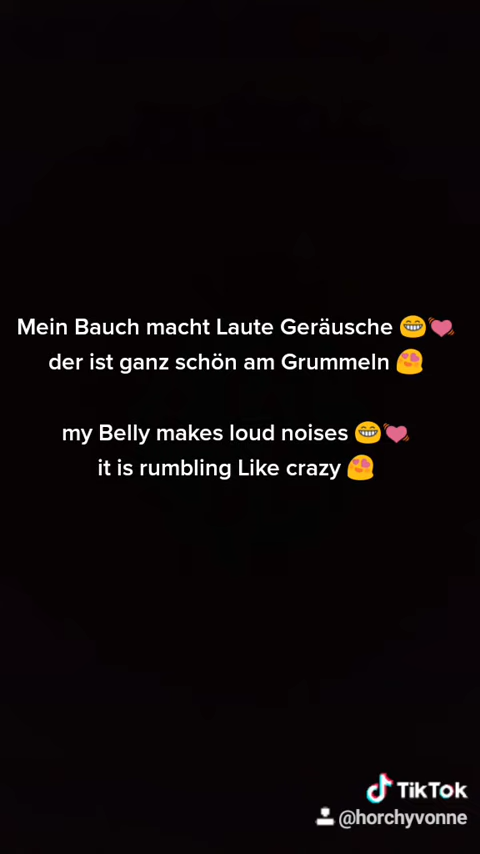 Mein Bauch macht Laute Geräusche 😁💓
der ist ganz schön am Grummeln 😍
my Belly makes loud noises 😁💓
it is rumbling Like crazy 😍
TikTok
@horchyvonne